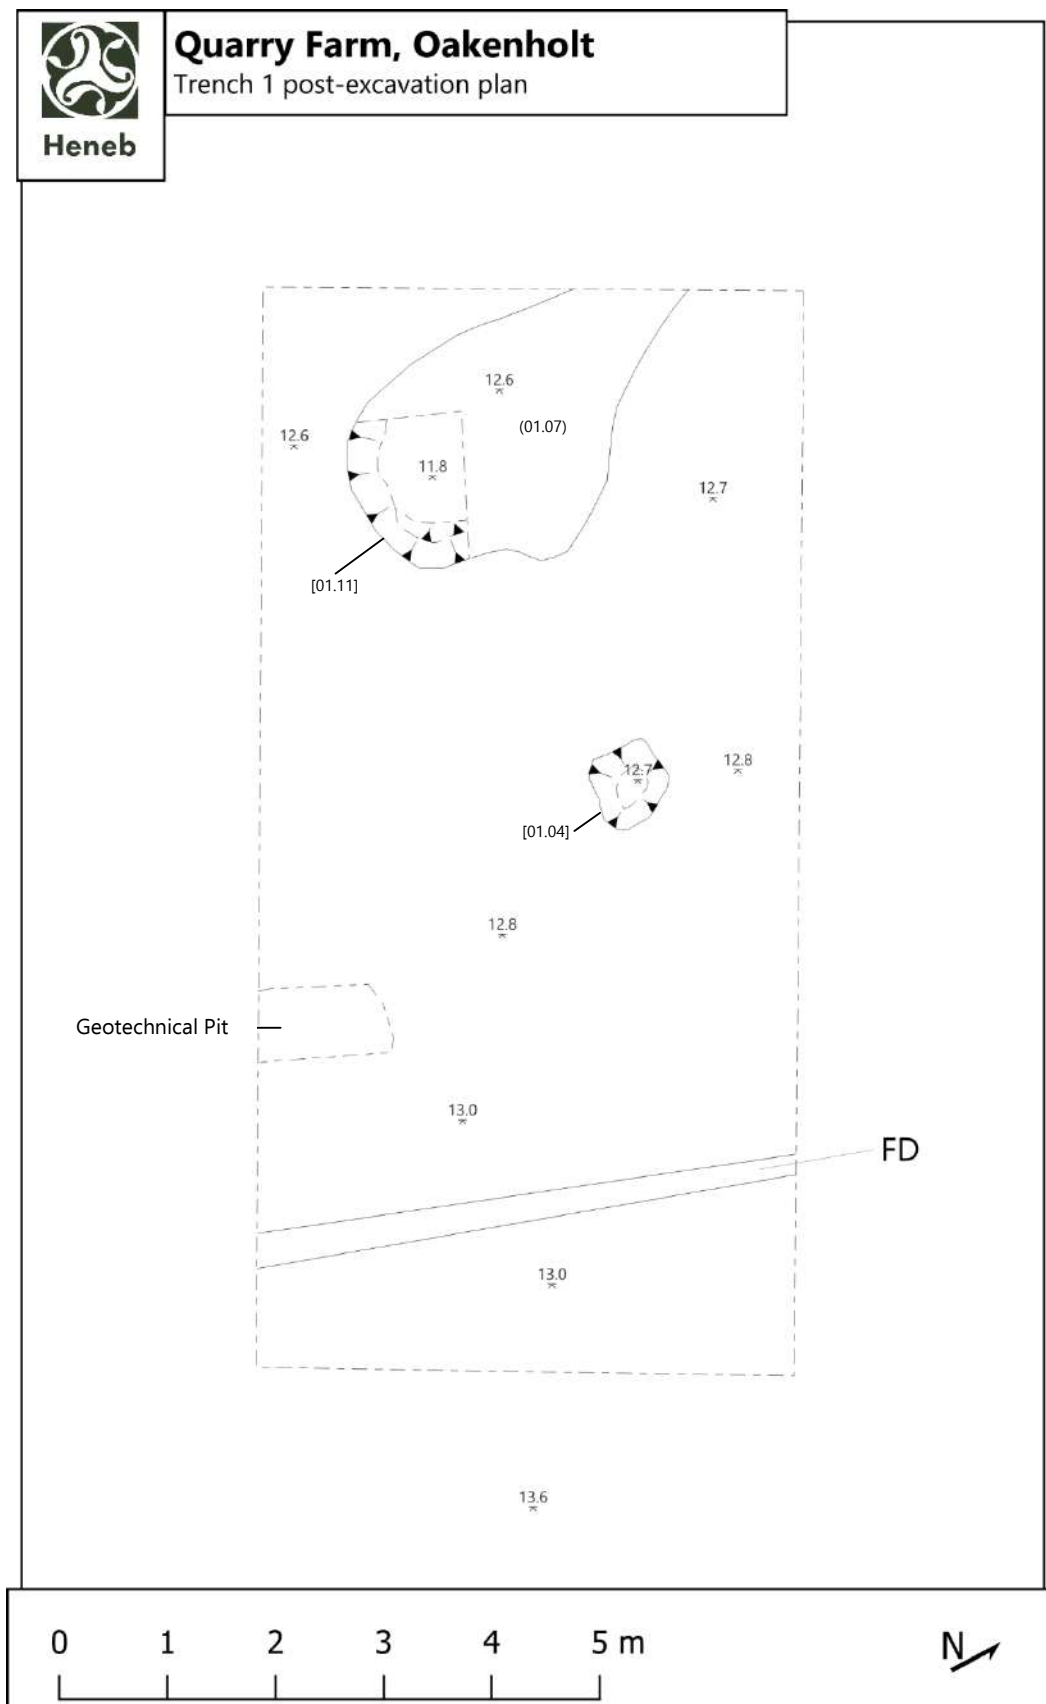 Quarry Farm, Oakenholt
Trench 1 post-excavation plan
Heneb
12.6
(01.07)
12.6
11.8
12.7
[01.11]
12.7
12.8
[01.04]
12.8
Geotechnical Pit
13.0
FD
13.0
13.6
0 1 2 3 4 5 m
N